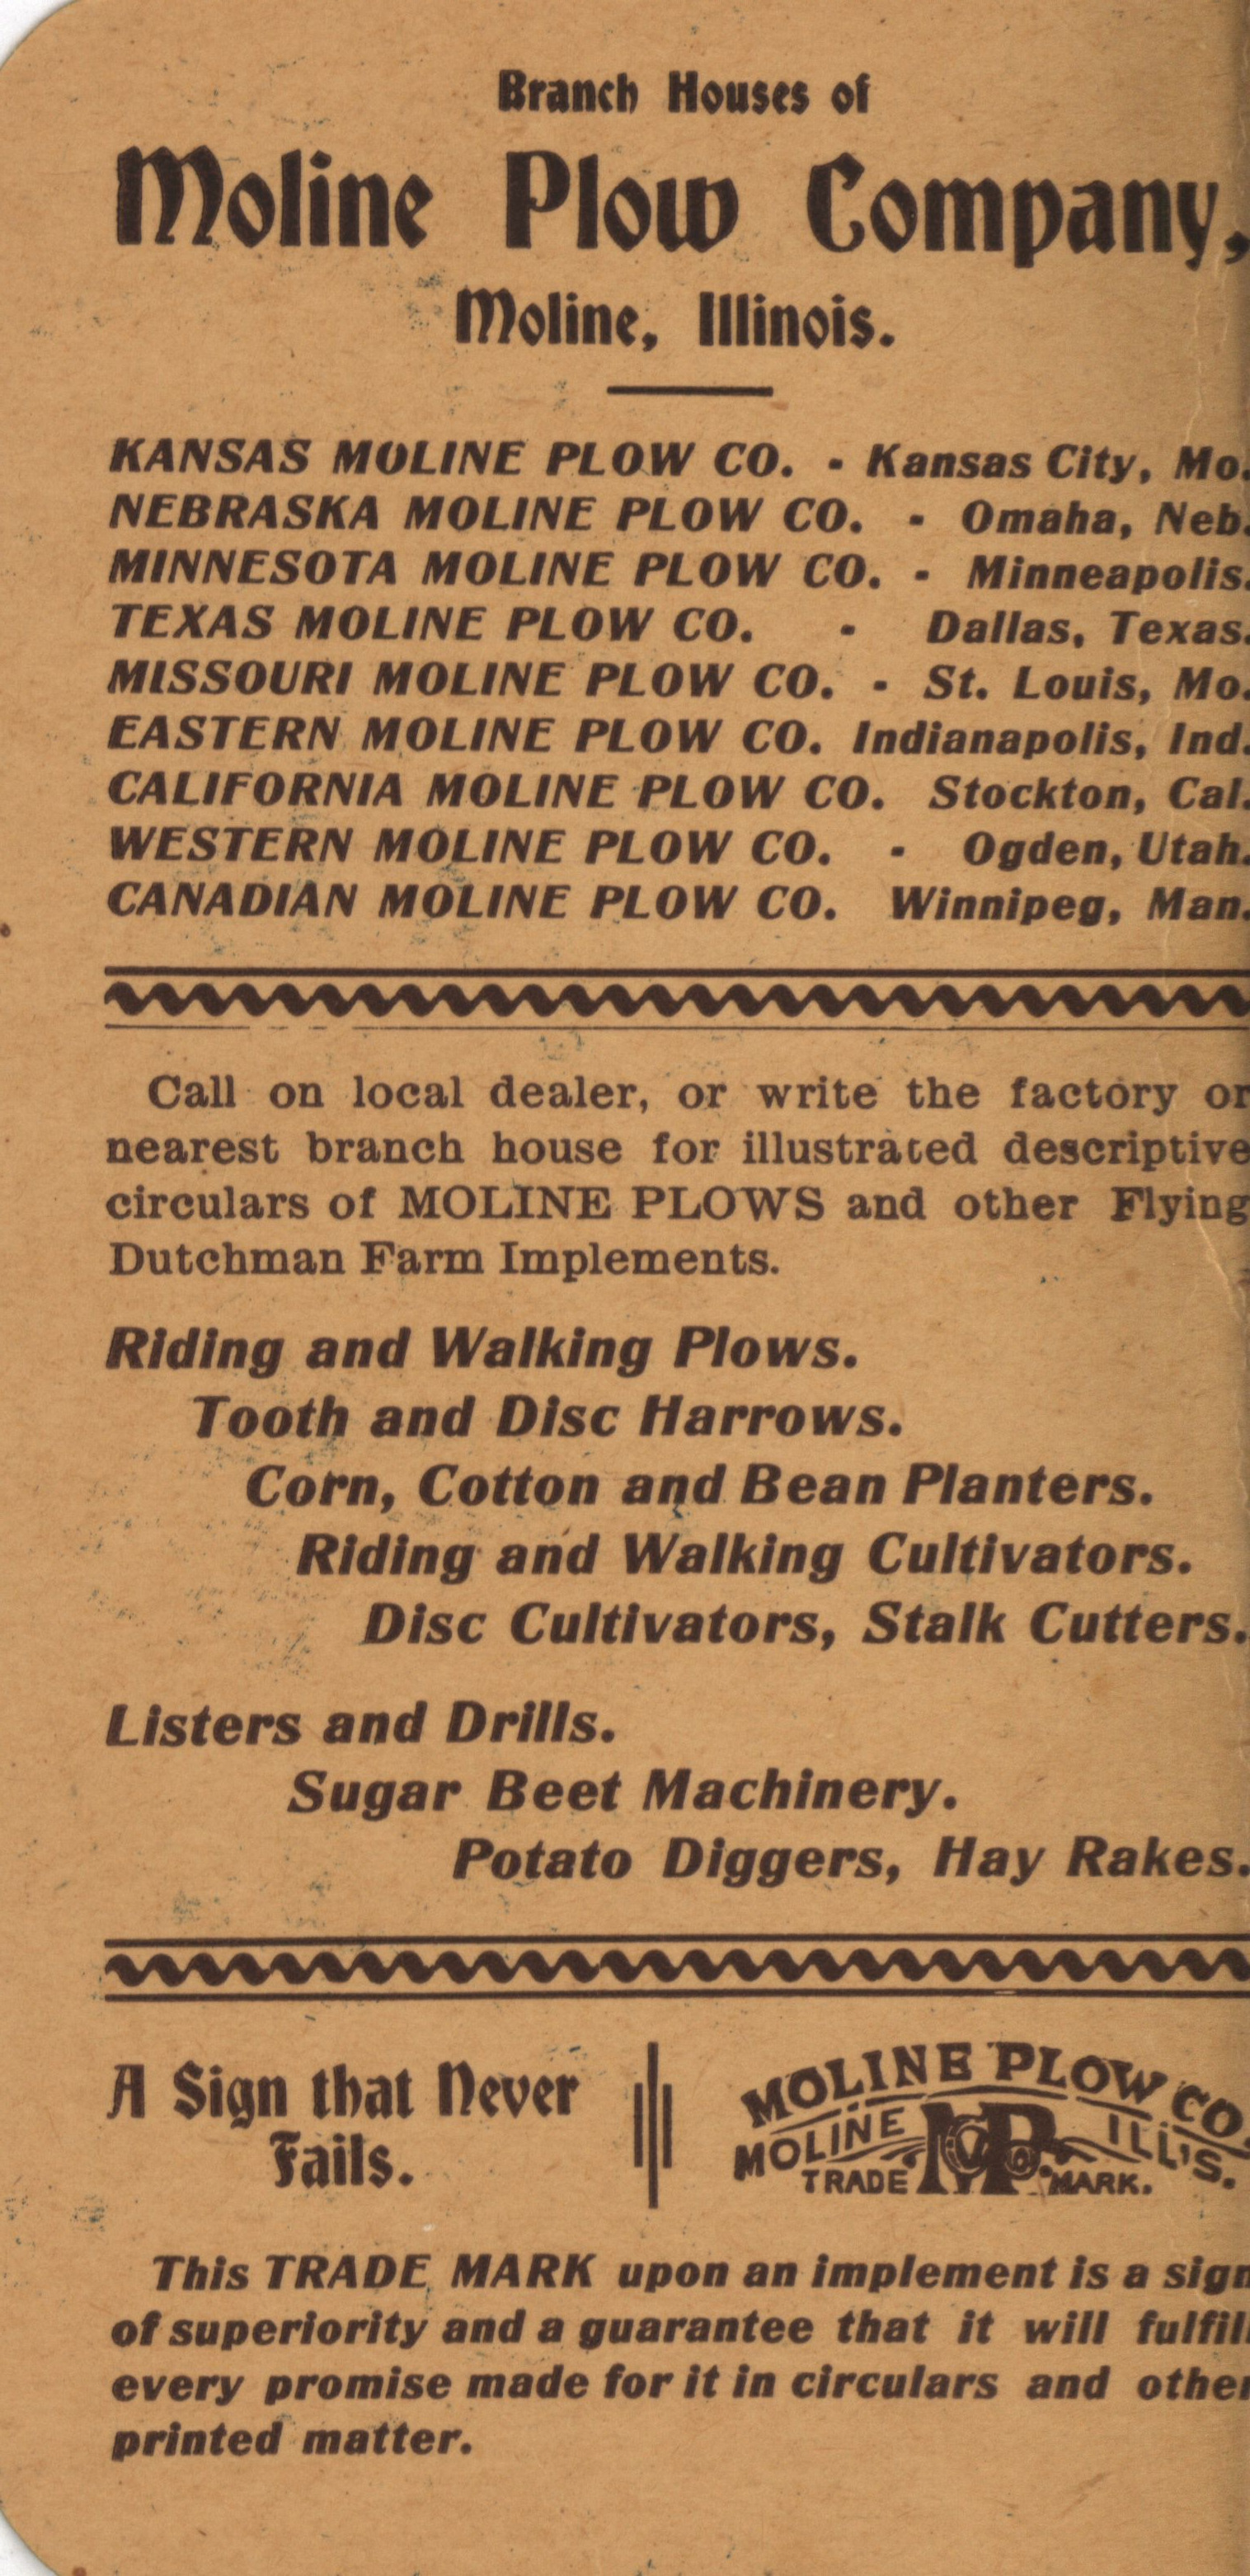 Branch Houses of
Moline Plow Company,
Moline, Illinois.
KANSAS MOLINE PLOW CO. - Kansas City, Mo.
NEBRASKA MOLINE PLOW CO. - Omaha, Neb.
MINNESOTA MOLINE PLOW CO. - Minneapolis.
TEXAS MOLINE PLOW CO. - Dallas, Texas.
MISSOURI MOLINE PLOW CO. - St. Louis, Mo.
EASTERN MOLINE PLOW CO. Indianapolis, Ind.
CALIFORNIA MOLINE PLOW CO. Stockton, Cal.
WESTERN MOLINE PLOW CO. - Ogden, Utah.
CANADIAN MOLINE PLOW CO. Winnipeg, Man.
Call on local dealer, or write the factory or
nearest branch house for illustrated descriptive
circulars of MOLINE PLOWS and other Flying
Dutchman Farm Implements.
Riding and Walking Plows.
Tooth and Disc Harrows.
Corn, Cotton and Bean Planters.
Riding and Walking Cultivators.
Disc Cultivators, Stalk Cutters.
Listers and Drills.
Sugar Beet Machinery.
Potato Diggers, Hay Rakes.
A Sign that Never
Fails.
MOLINE PLOW CO.
MOLINE MPCo. ILL'S.
TRADE MARK.
This TRADE MARK upon an implement is a sign
of superiority and a guarantee that it will fulfill
every promise made for it in circulars and other
printed matter.